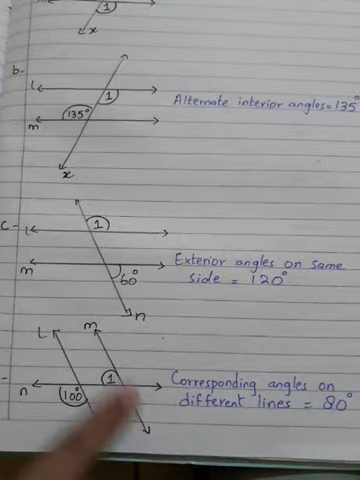 1
x
b-
l
1
Alternate interior angles=135°
135°
m
x
C-
l
1
m
Exterior angles on same
60°
side = 120°
n
L
m
-
1
Corresponding angles on
n
100°
different lines = 80°